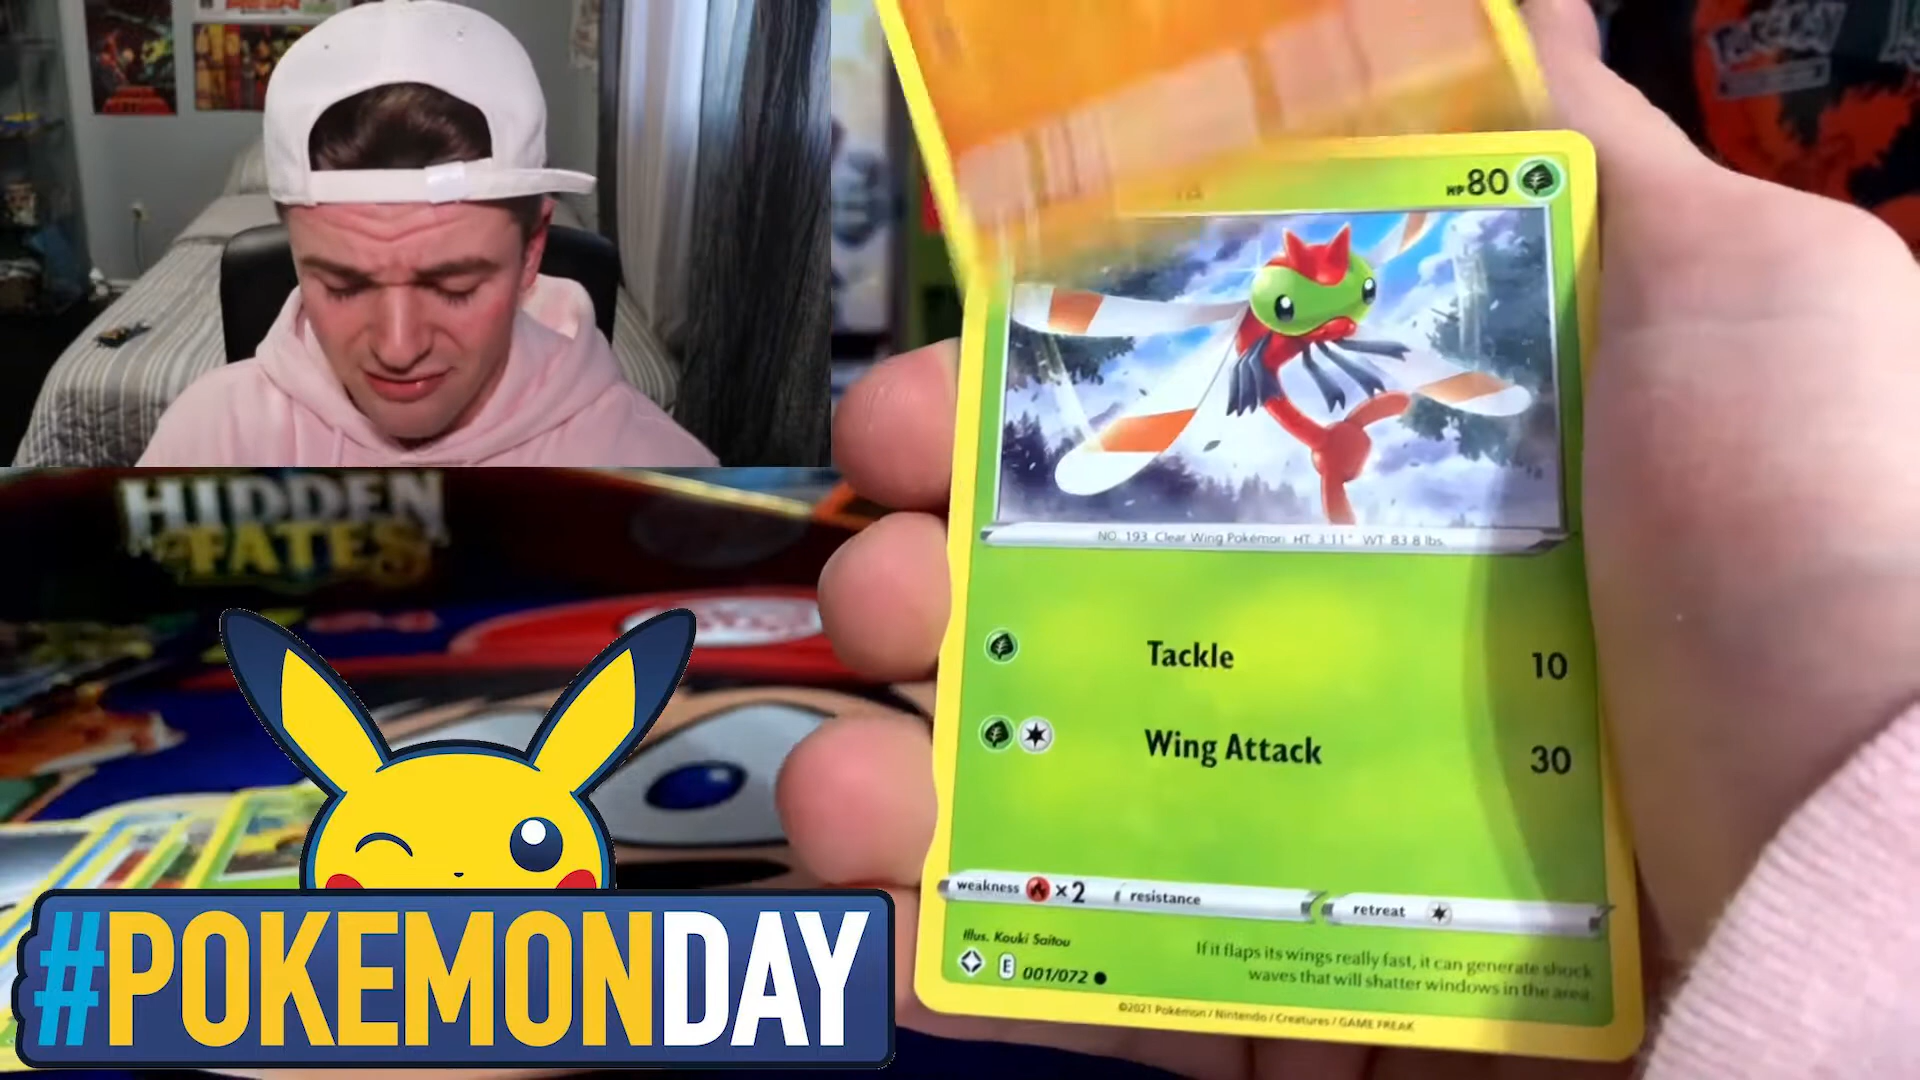 HP 80
NO. 193 Clear Wing Pokémon HT: 3'11" WT: 83.8 lbs.
Tackle 10
Wing Attack 30
weakness ×2 resistance retreat
Illus. Kouki Saitou
If it flaps its wings really fast, it can generate shock
waves that will shatter windows in the area.
E 001/072
©2021 Pokémon / Nintendo / Creatures / GAME FREAK
HIDDEN
FATES
#POKEMONDAY